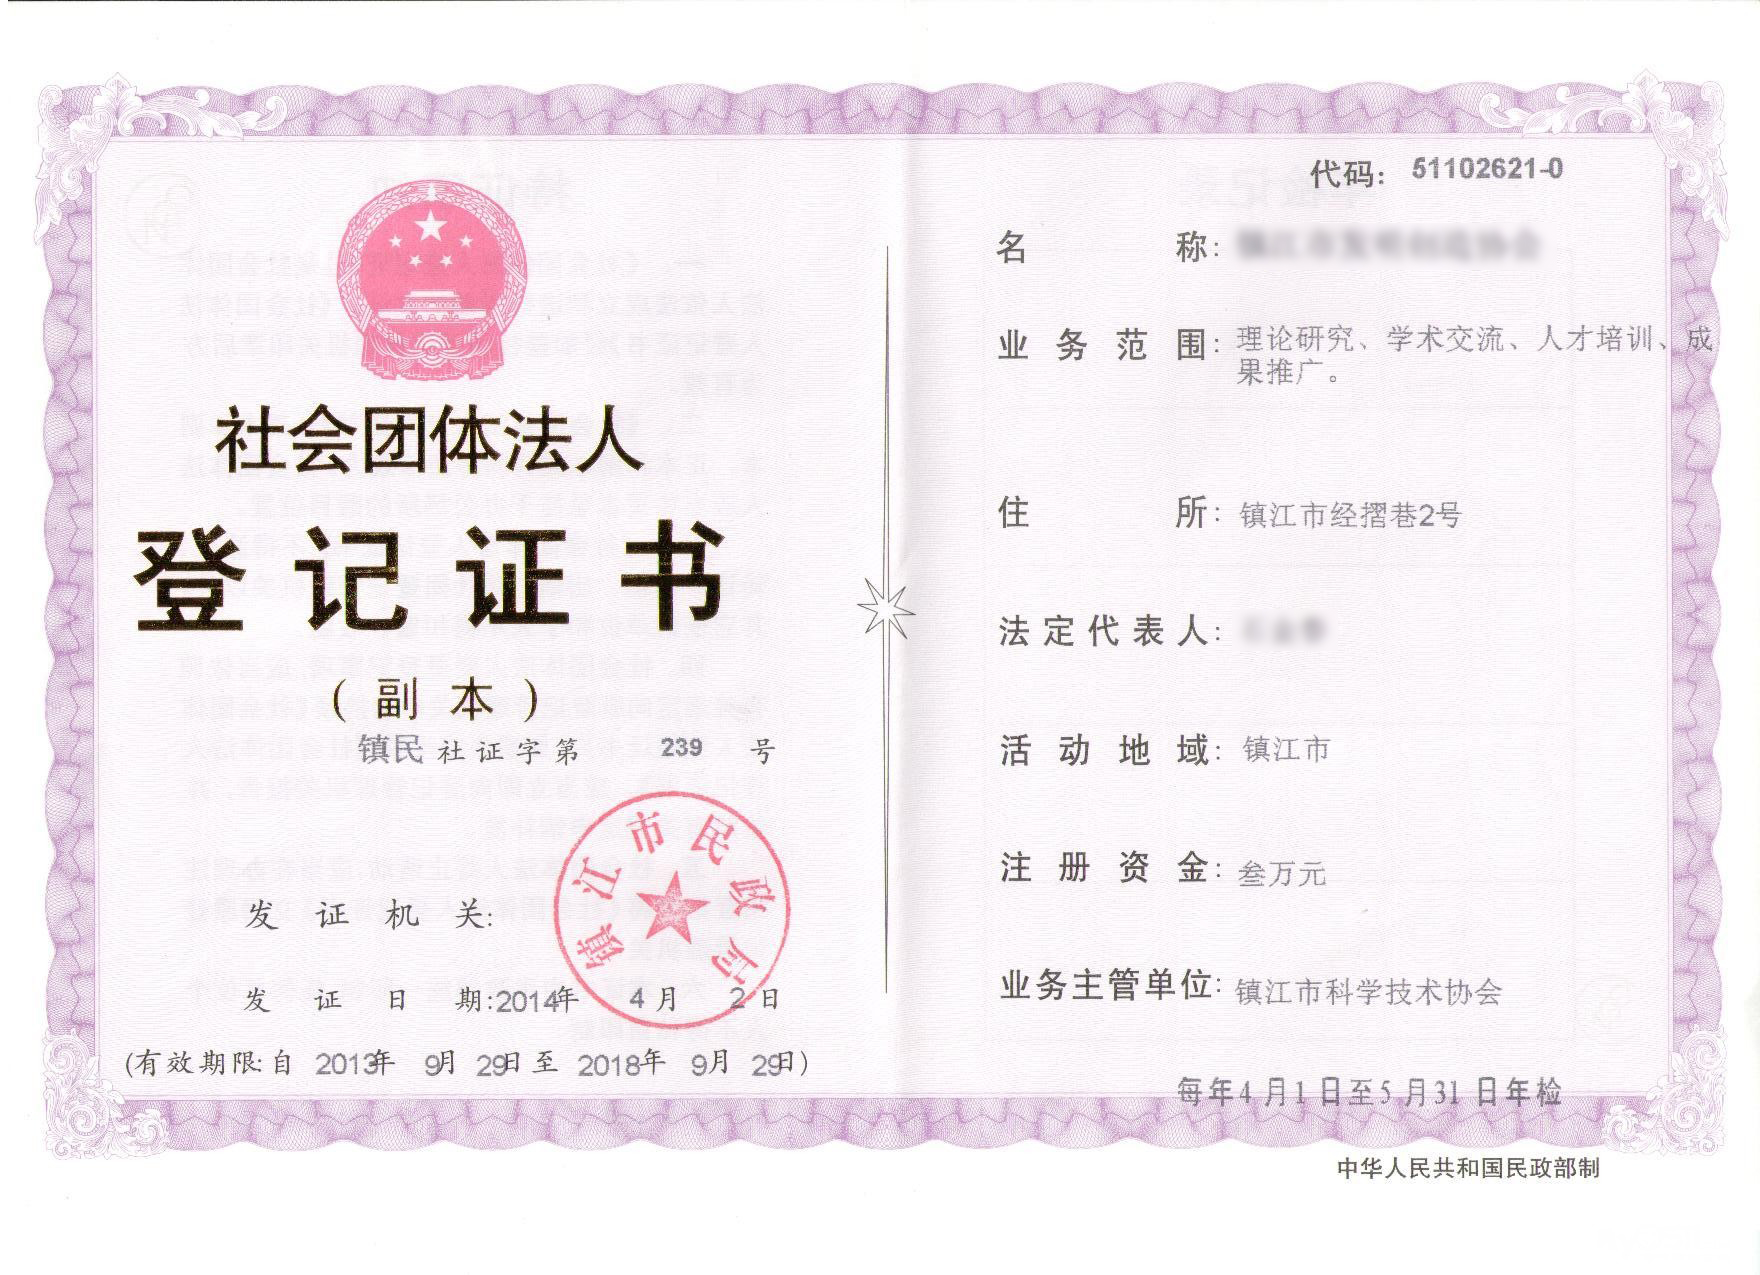 社会团体法人
登记证书
(副本)
镇民社证字第 239 号
发证机关:
镇江市民政局
发证日期:2014年 4月 2日
(有效期限:自 2013年 9月 29日至 2018年 9月 29日)
代码: 51102621-0
名称:
业务范围: 理论研究、学术交流、人才培训、成
果推广。
住所: 镇江市经摺巷2号
法定代表人:
活动地域: 镇江市
注册资金: 叁万元
业务主管单位: 镇江市科学技术协会
每年4月1日至5月31日年检
中华人民共和国民政部制